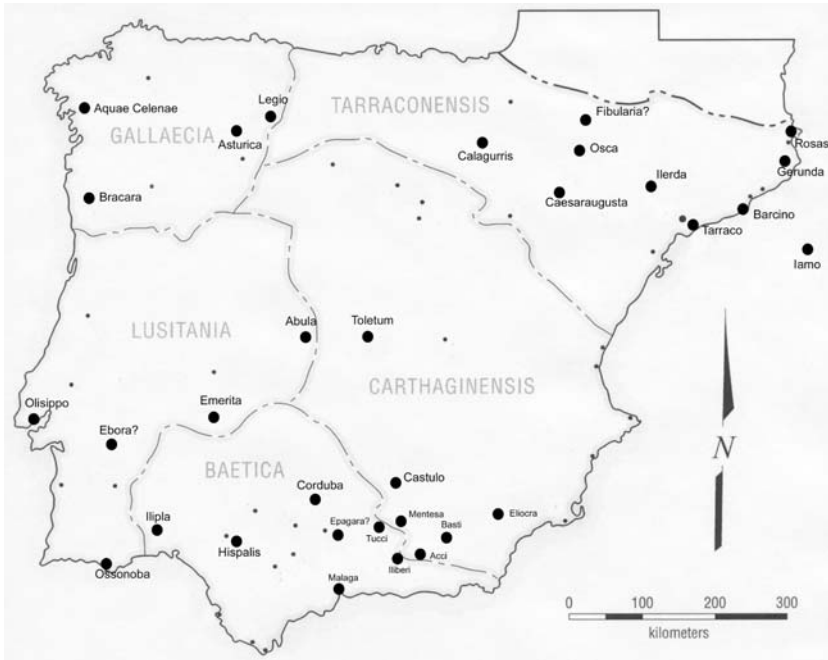 Legio
Aquae Celenae
TARRACONENSIS
Fibularia?
GALLAECIA
Asturica
Rosas
Calagurris
Osca
Gerunda
Ilerda
Bracara
Caesaraugusta
Barcino
Tarraco
Iamo
LUSITANIA
Abula
Toletum
CARTHAGINENSIS
Olisippo
Emerita
Ebora?
N
BAETICA
Castulo
Corduba
Ilipla
Epagara?
Mentesa
Eliocra
Tucci
Basti
Hispalis
Acci
Iliberi
Ossonoba
Malaga
0 100 200 300
kilometers